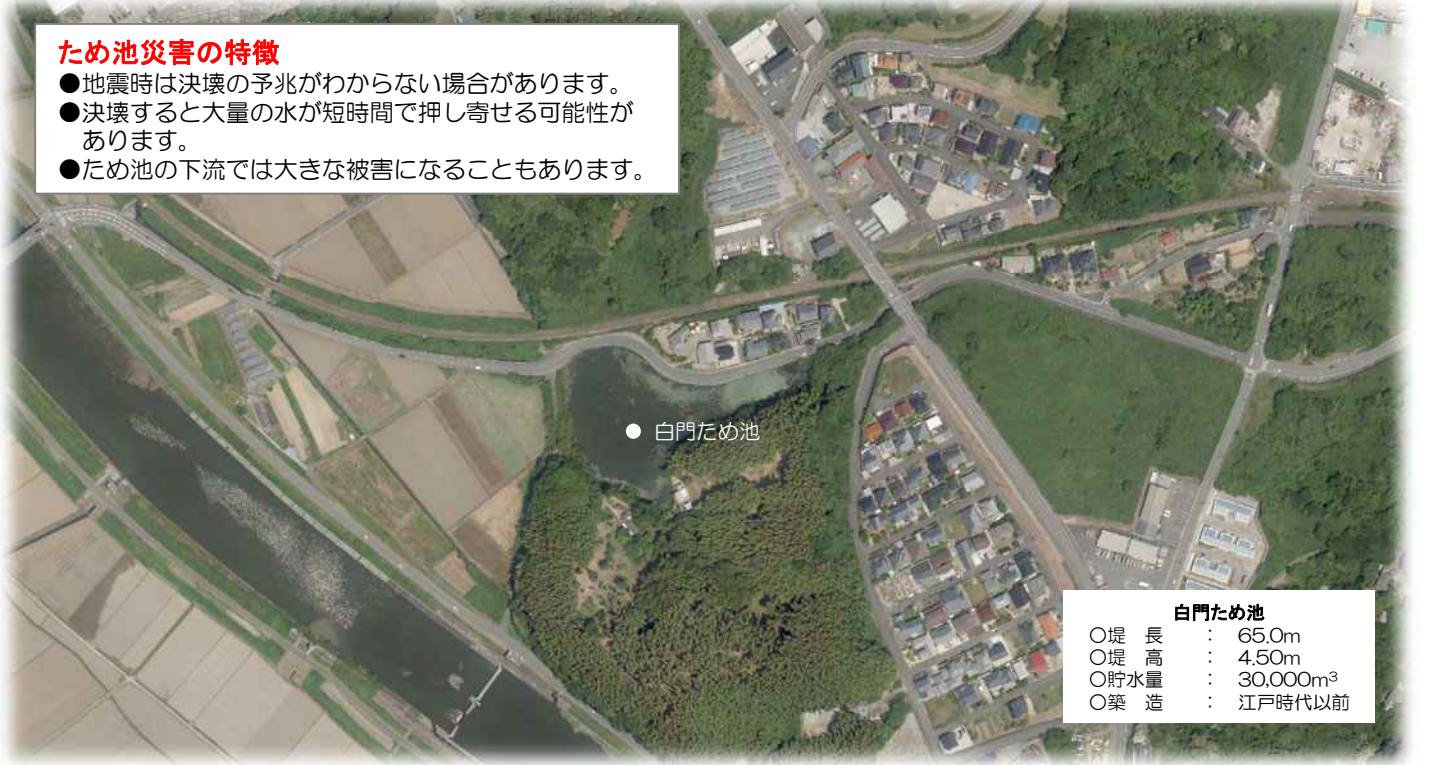 ため池災害の特徴
●地震時は決壊の予兆がわからない場合があります。
●決壊すると大量の水が短時間で押し寄せる可能性が
あります。
●ため池の下流では大きな被害になることもあります。
● 白門ため池
白門ため池
〇堤　長　：　65.0m
〇堤　高　：　4.50m
〇貯水量　：　30,000m³
〇築　造　：　江戸時代以前